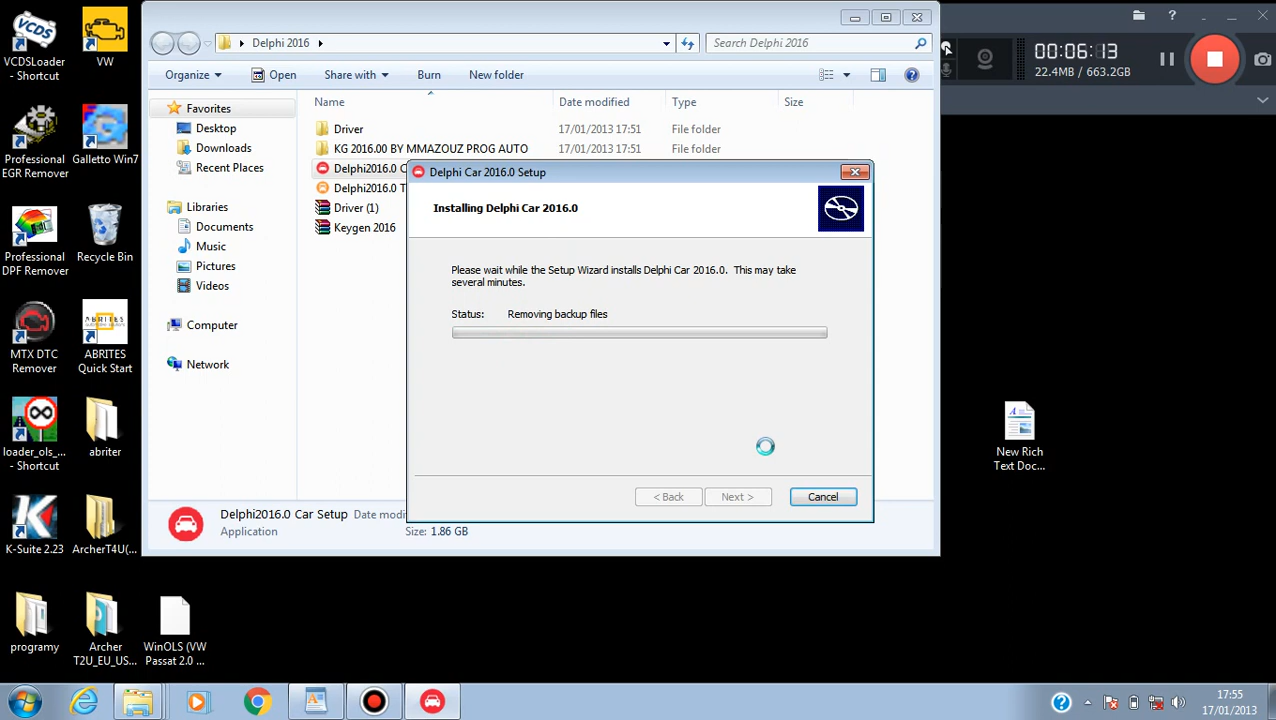 VCDSLoader
- Shortcut
VW
Professional
EGR Remover
Galletto Win7
Professional
DPF Remover
Recycle Bin
MTX DTC
Remover
ABRITES
ABRITES
Quick Start
loader_ols_...
- Shortcut
abriter
K-Suite 2.23
ArcherT4U(...
programy
Archer
T2U_EU_US...
WinOLS (VW
Passat 2.0 ...
New Rich
Text Doc...
Delphi 2016
Search Delphi 2016
Organize
Open
Share with
Burn
New folder
Favorites
Desktop
Downloads
Recent Places
Libraries
Documents
Music
Pictures
Videos
Computer
Network
Name Date modified Type Size
Driver 17/01/2013 17:51 File folder
KG 2016.00 BY MMAZOUZ PROG AUTO 17/01/2013 17:51 File folder
Delphi2016.0 C
Delphi2016.0 T
Driver (1)
Keygen 2016
Delphi Car 2016.0 Setup
Installing Delphi Car 2016.0
Please wait while the Setup Wizard installs Delphi Car 2016.0. This may take
several minutes.
Status: Removing backup files
< Back
Next >
Cancel
Delphi2016.0 Car Setup Date modif
Application Size: 1.86 GB
00:06:13
22.4MB / 663.2GB
17:55
17/01/2013